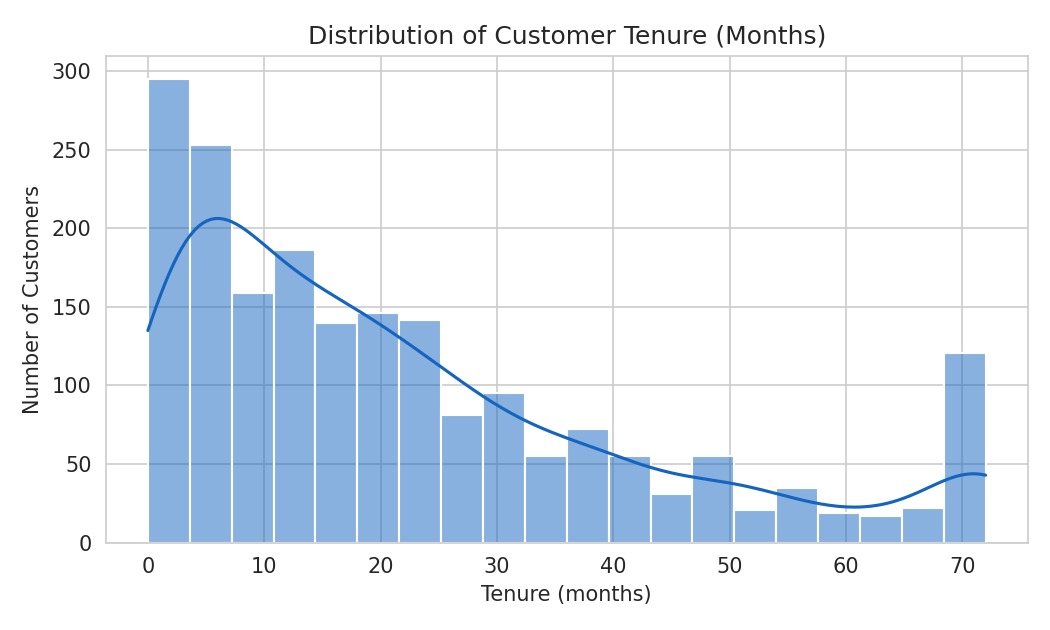 Distribution of Customer Tenure (Months)
Number of Customers
300
250
200
150
100
50
0
0 10 20 30 40 50 60 70
Tenure (months)